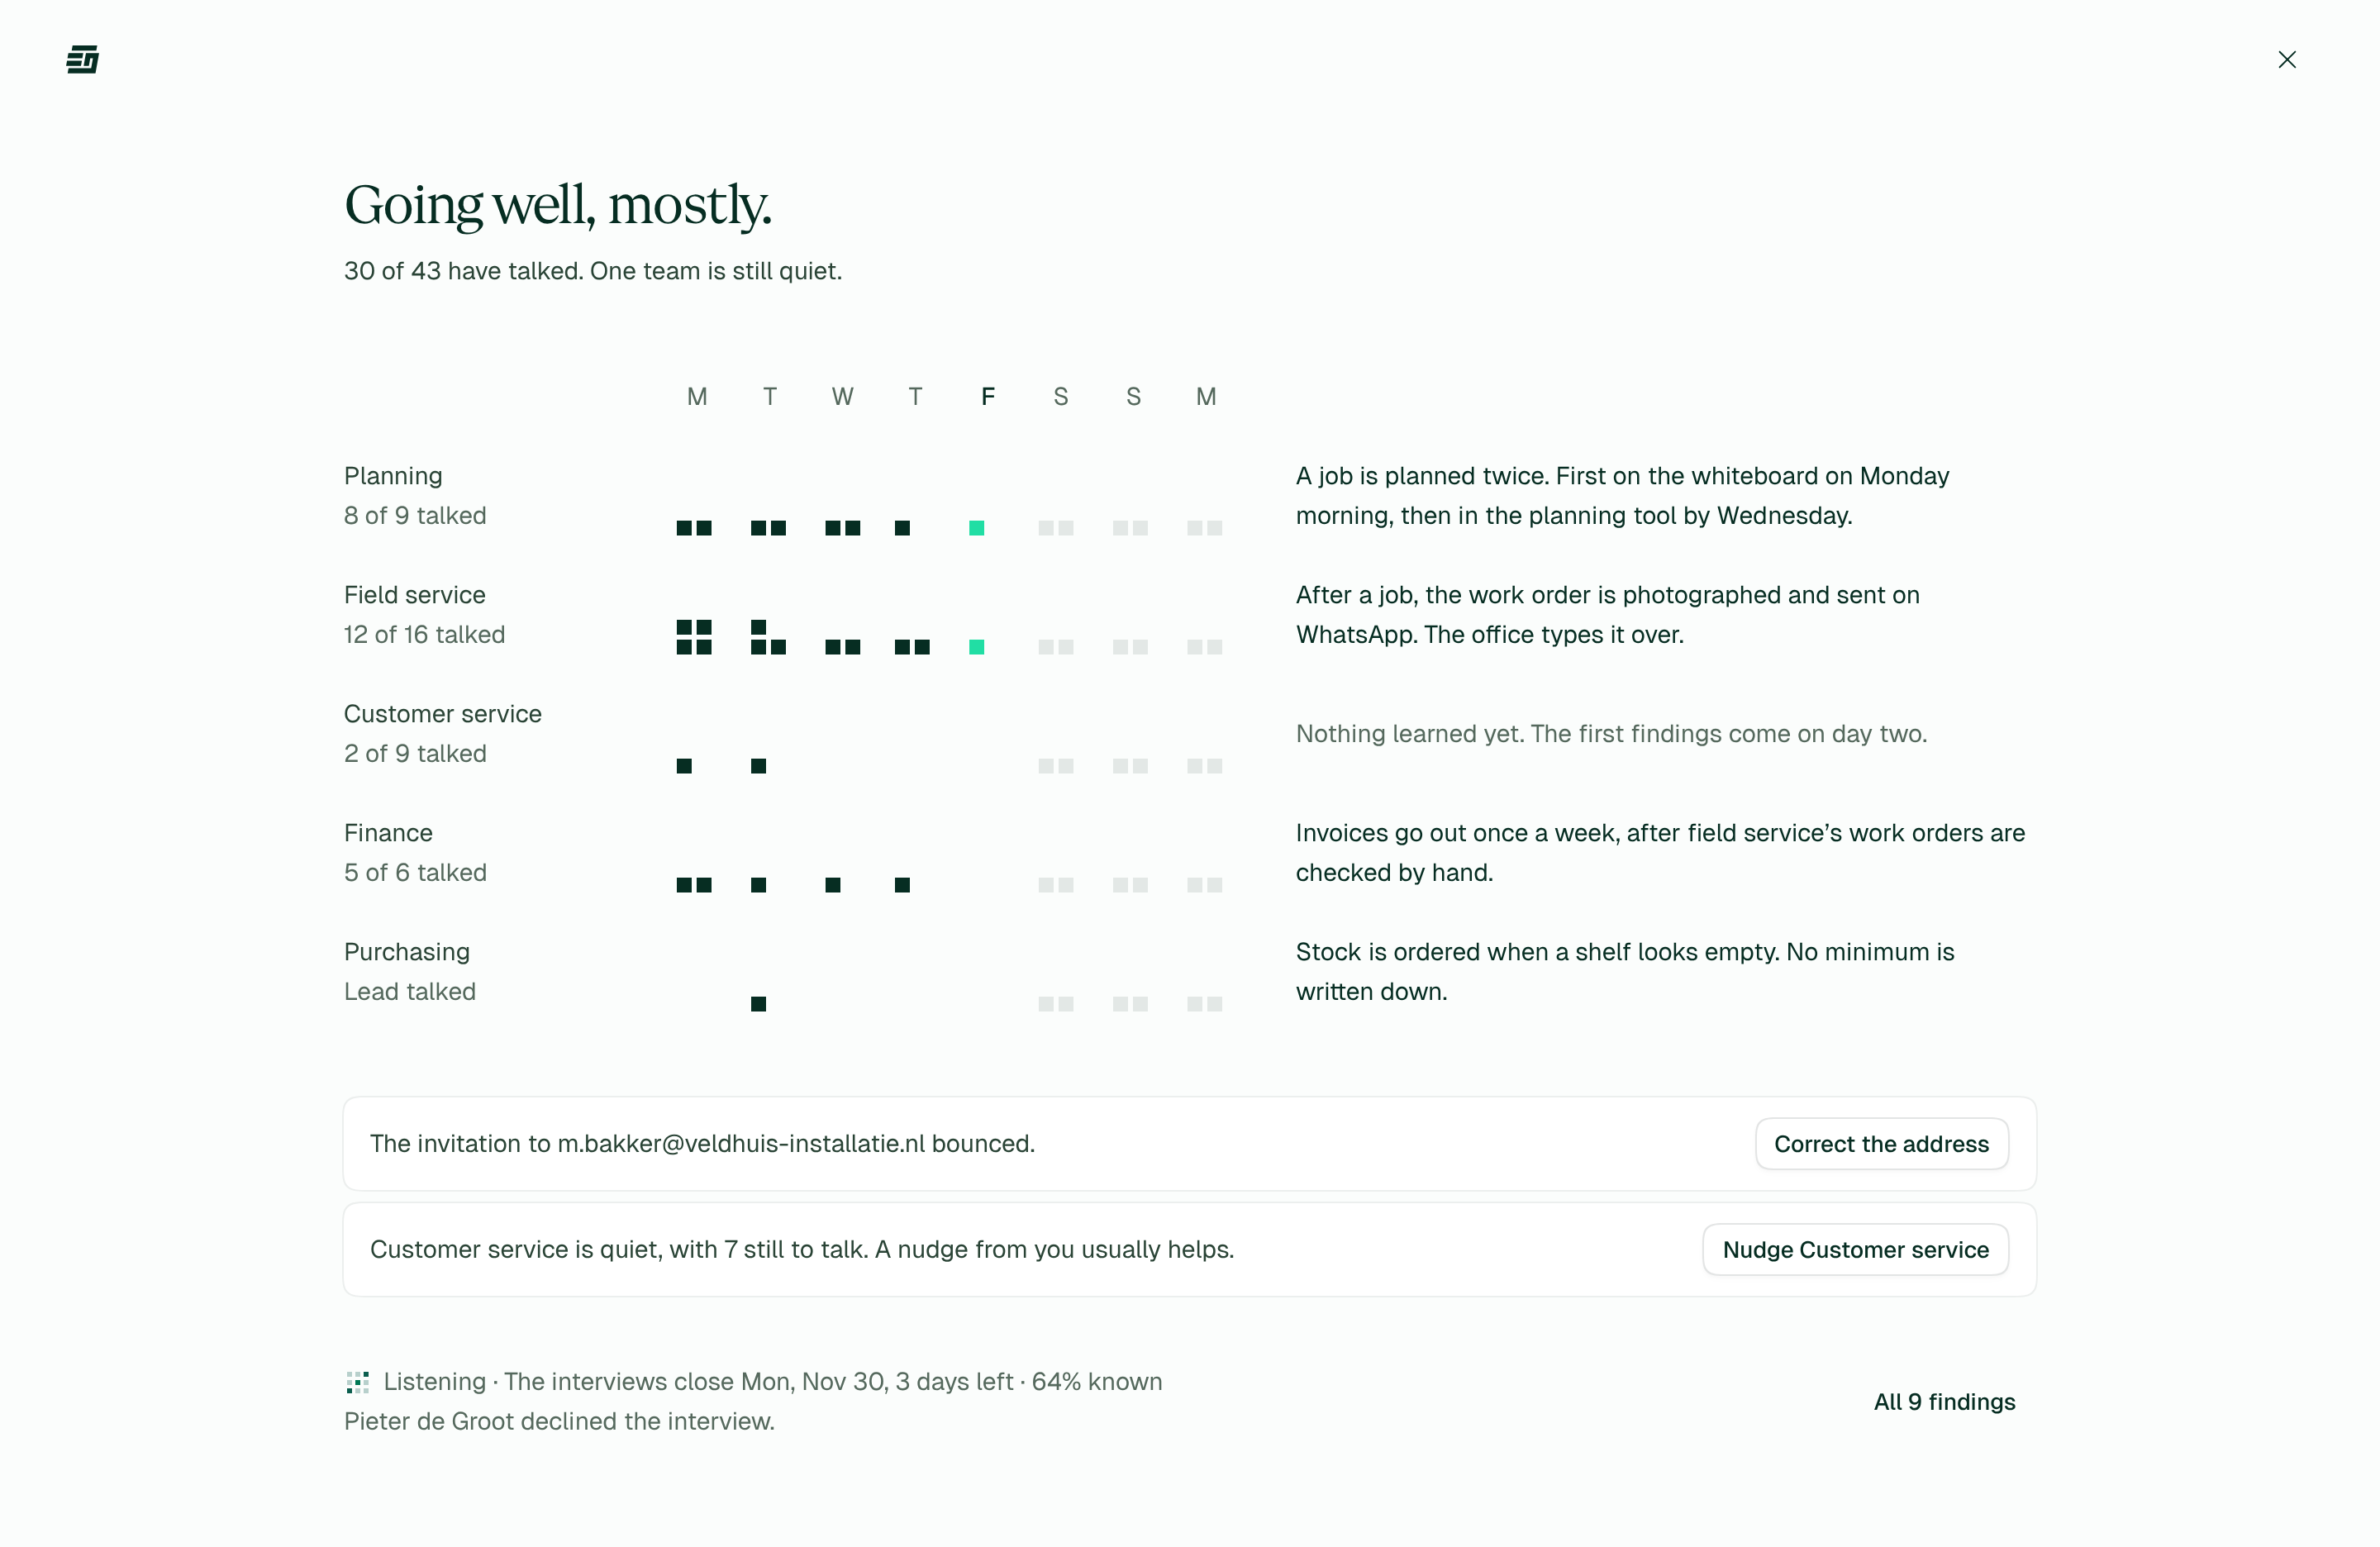 Going well, mostly.
30 of 43 have talked. One team is still quiet.
M T W T F S S M
Planning
8 of 9 talked
A job is planned twice. First on the whiteboard on Monday
morning, then in the planning tool by Wednesday.
Field service
12 of 16 talked
After a job, the work order is photographed and sent on
WhatsApp. The office types it over.
Customer service
2 of 9 talked
Nothing learned yet. The first findings come on day two.
Finance
5 of 6 talked
Invoices go out once a week, after field service’s work orders are
checked by hand.
Purchasing
Lead talked
Stock is ordered when a shelf looks empty. No minimum is
written down.
The invitation to m.bakker@veldhuis-installatie.nl bounced.
Correct the address
Customer service is quiet, with 7 still to talk. A nudge from you usually helps.
Nudge Customer service
Listening · The interviews close Mon, Nov 30, 3 days left · 64% known
Pieter de Groot declined the interview.
All 9 findings